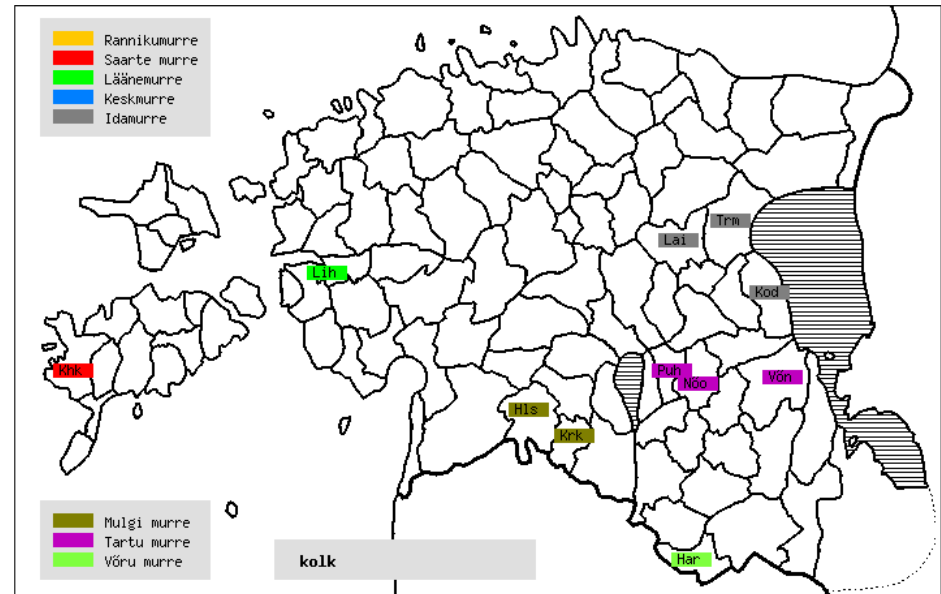 Rannikumurre
Saarte murre
Läänemurre
Keskmurre
Idamurre
Trm
Lai
Lih
Kod
Khk
Puh
Nõo
Võn
Hls
Krk
Mulgi murre
Tartu murre
Võru murre
kolk
Har